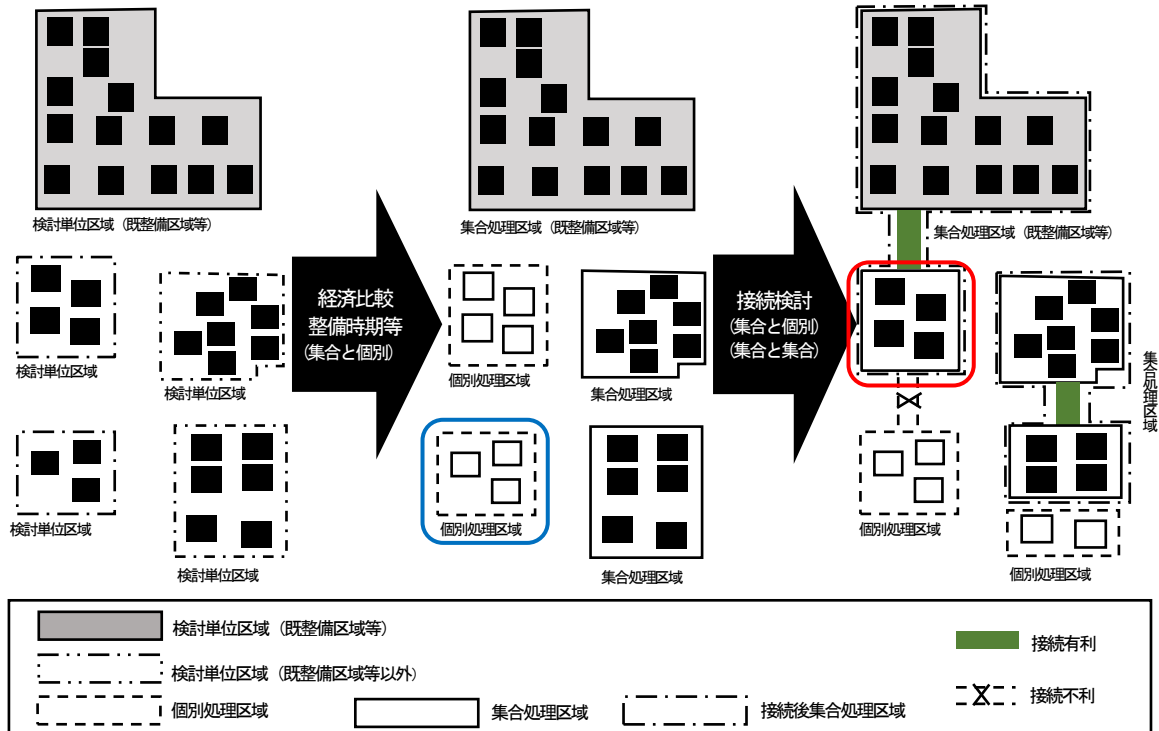 検討単位区域（既整備区域等）
検討単位区域
検討単位区域
検討単位区域
検討単位区域
経済比較
整備時期等
(集合と個別)
集合処理区域（既整備区域等）
個別処理区域
集合処理区域
個別処理区域
集合処理区域
接続検討
(集合と個別)
(集合と集合)
集合処理区域（既整備区域等）
集合処理区域
個別処理区域
個別処理区域
検討単位区域（既整備区域等）
検討単位区域（既整備区域等以外）
個別処理区域
集合処理区域
接続後集合処理区域
接続有利
接続不利